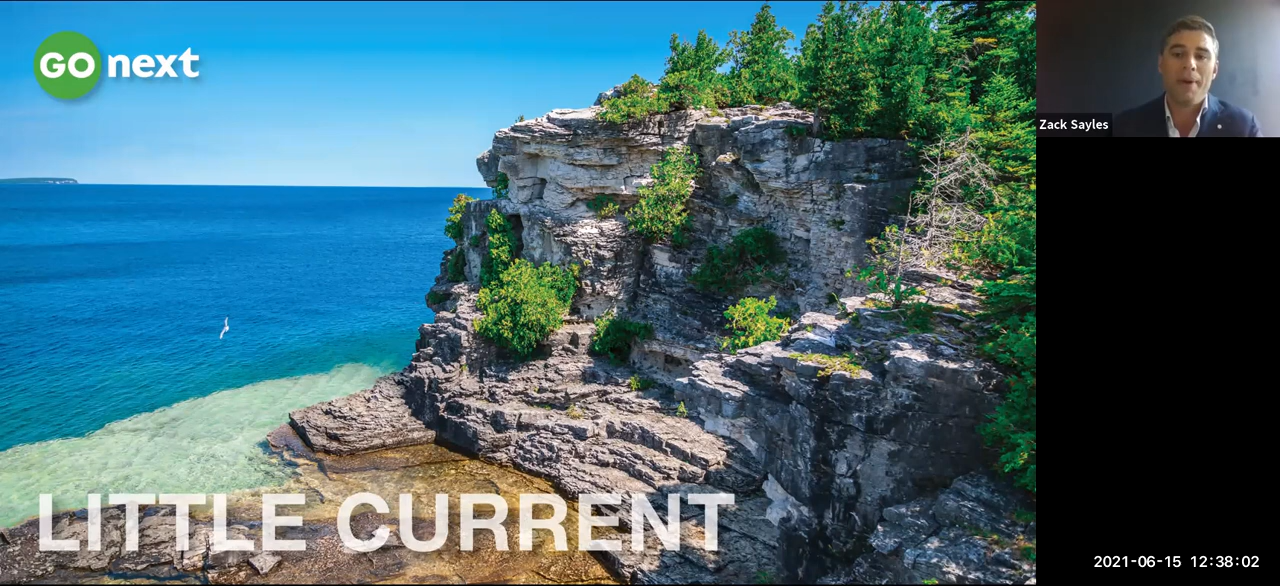 GO next
Zack Sayles
LITTLE CURRENT
2021-06-15 12:38:02